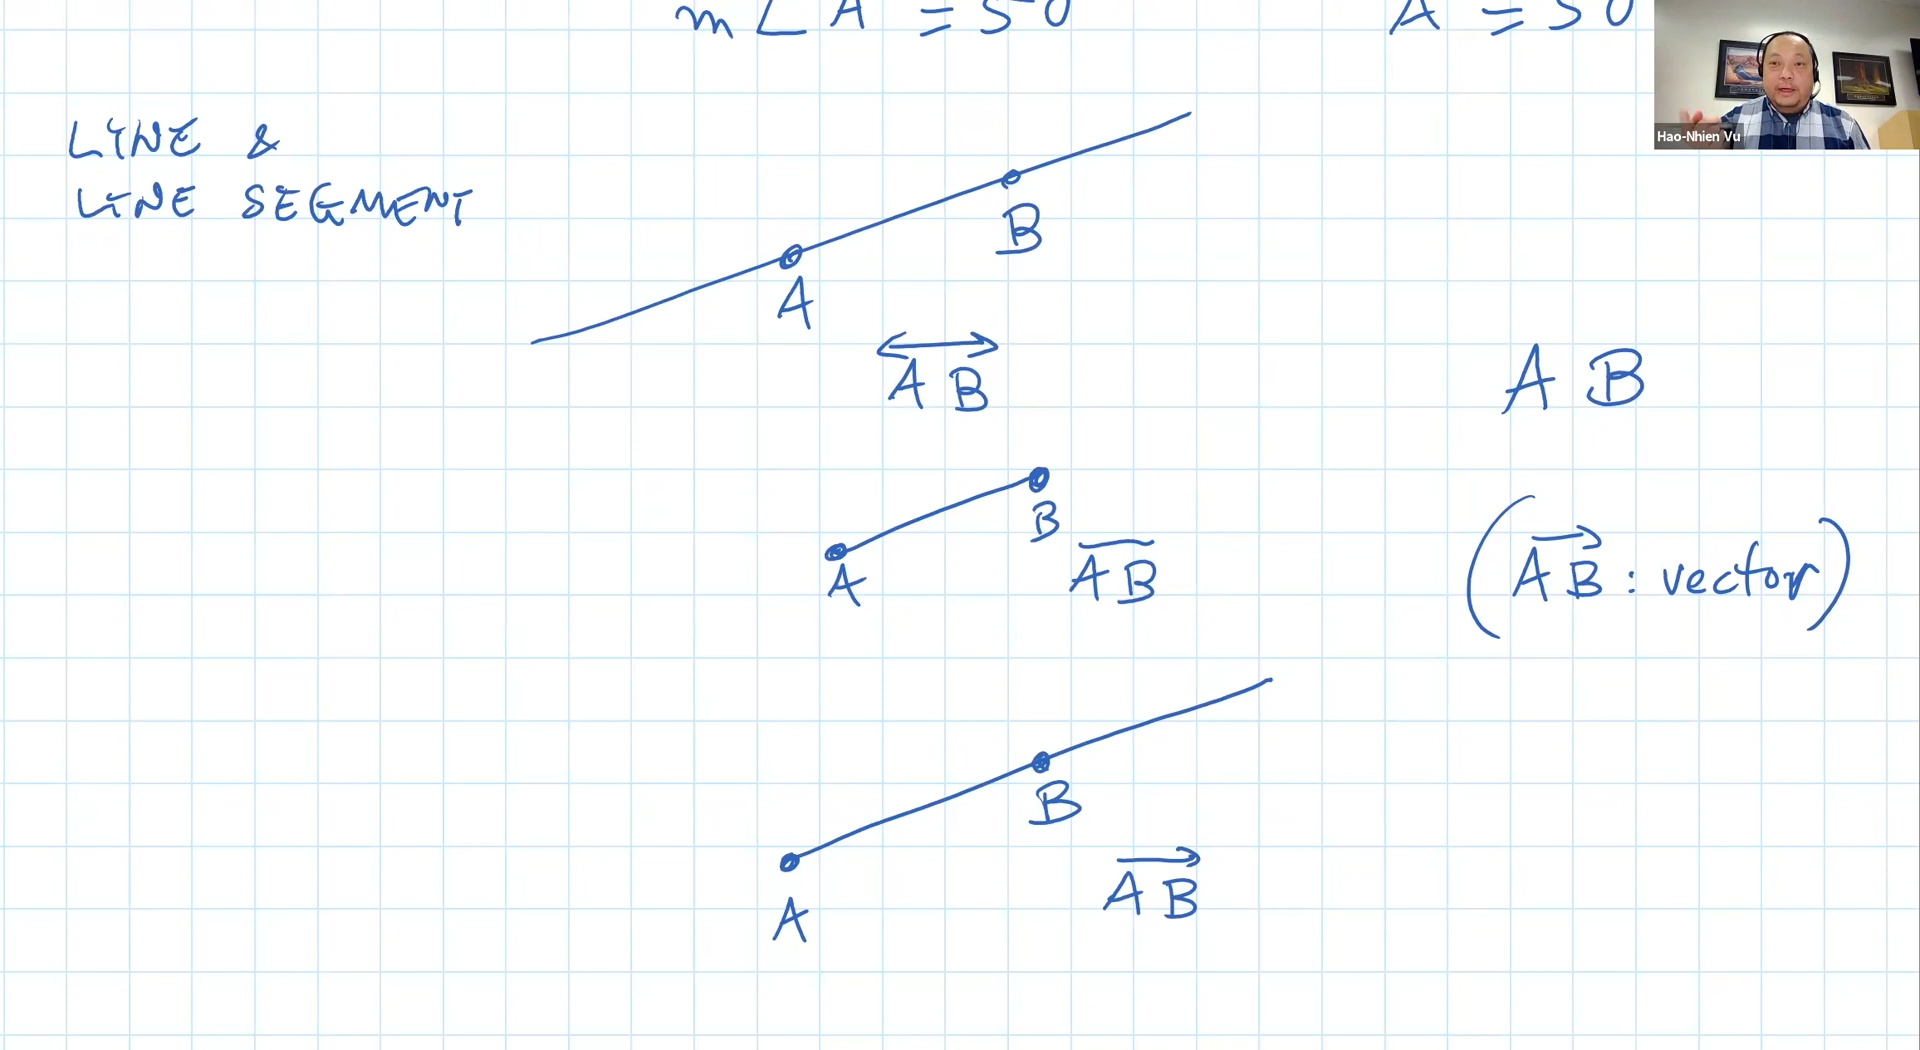 m∠A = 50
A = 50
Hao-Nhien Vu
LINE &
LINE SEGMENT
B
A
A B
A B
B
A
A B
(A B : vector)
B
A
A B